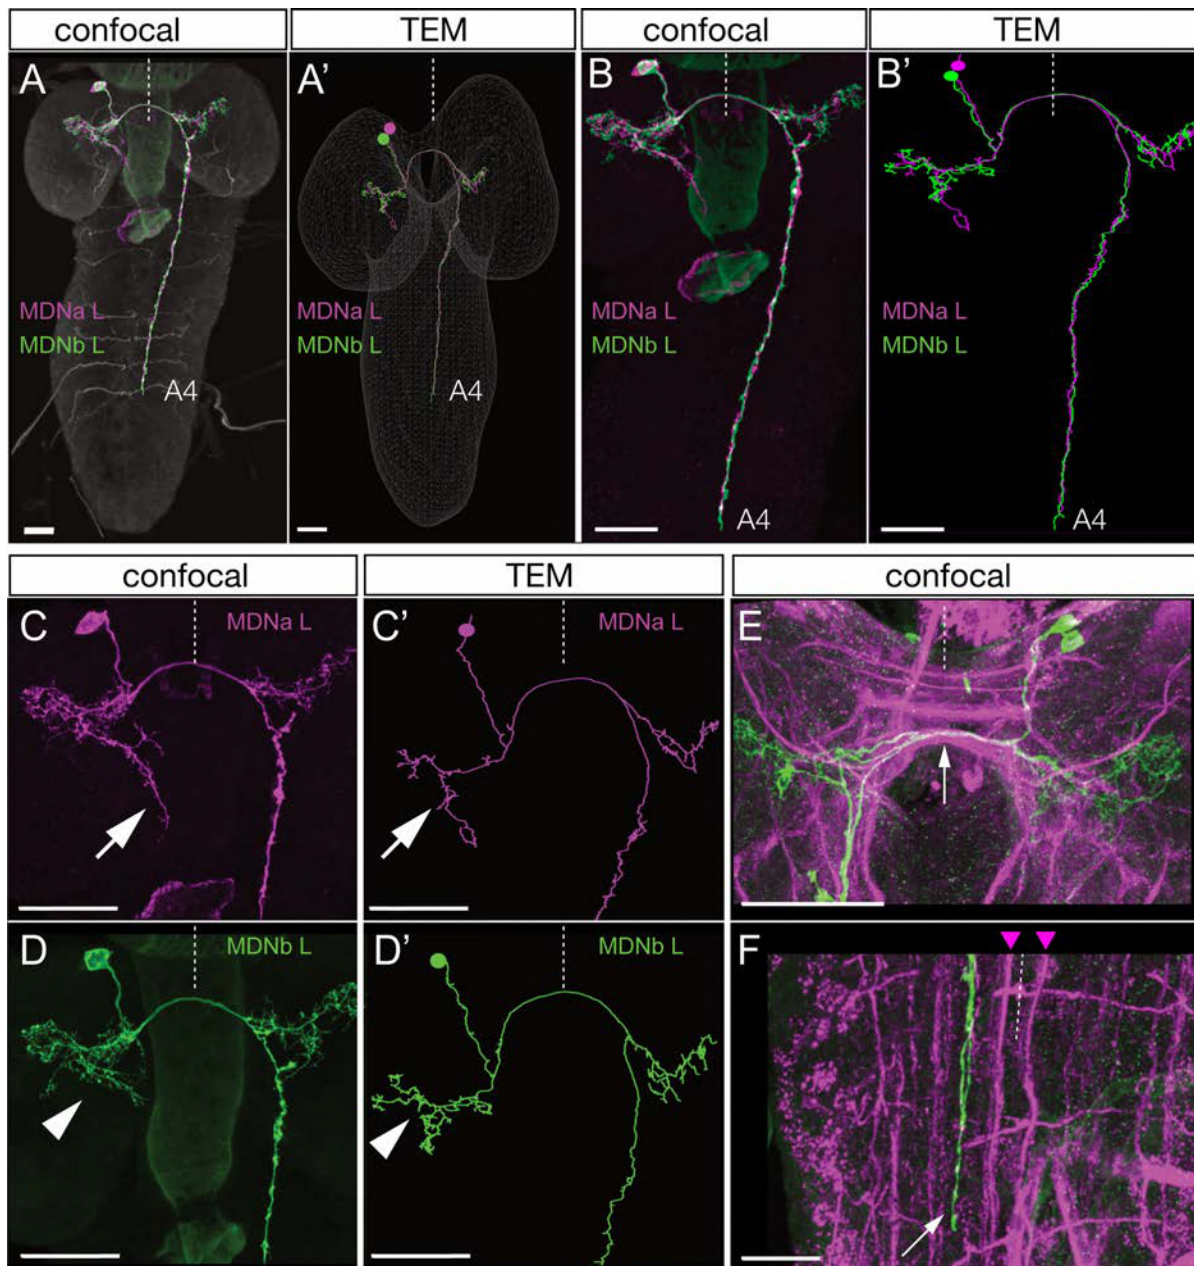 confocal TEM confocal TEM
A A' B B'
MDNa L MDNa L MDNa L MDNa L
MDNb L MDNb L MDNb L MDNb L
A4 A4 A4 A4
confocal TEM confocal
C MDNa L C' MDNa L E
D MDNb L D' MDNb L F